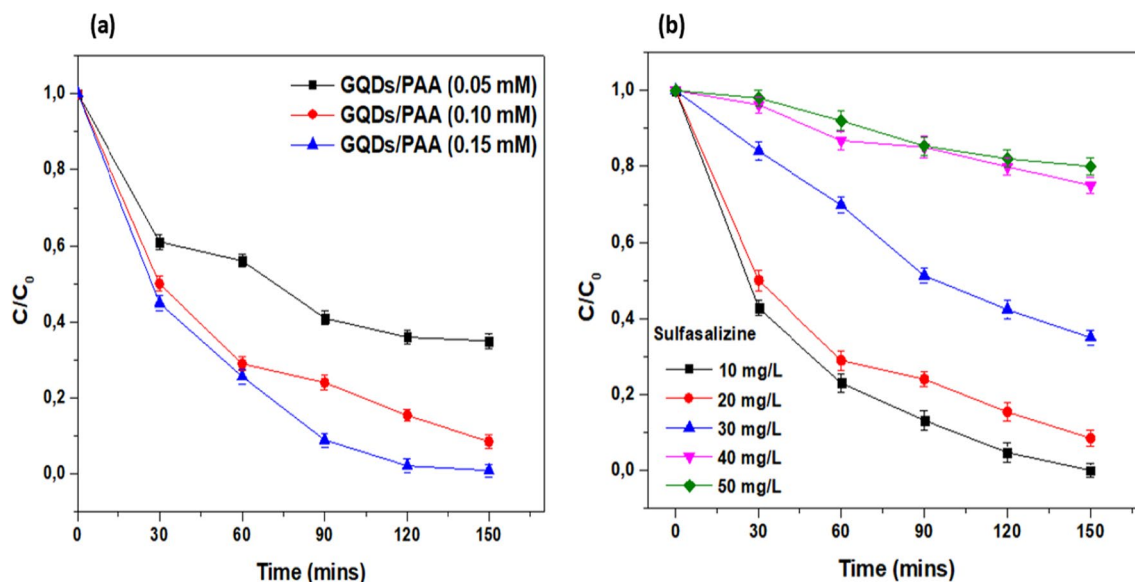 (a)
GQDs/PAA (0.05 mM)
GQDs/PAA (0.10 mM)
GQDs/PAA (0.15 mM)
1,0
0,8
0,6
0,4
0,2
0,0
C/C₀
0 30 60 90 120 150
Time (mins)
(b)
1,0
0,8
0,6
0,4
0,2
0,0
C/C₀
Sulfasalizine
10 mg/L
20 mg/L
30 mg/L
40 mg/L
50 mg/L
0 30 60 90 120 150
Time (mins)